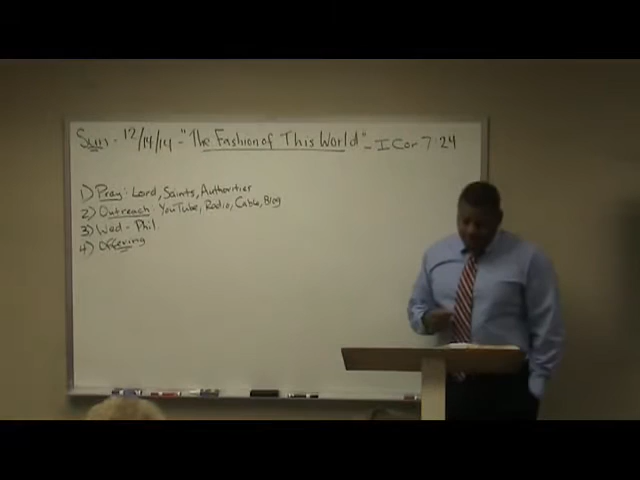 Sun - 12/14/14 - "The Fashion of This World" - I Cor 7:24
1) Pray: Lord, Saints, Authorities
2) Outreach: YouTube, Radio, Cable, Blog
3) Wed - Phil
4) Offering